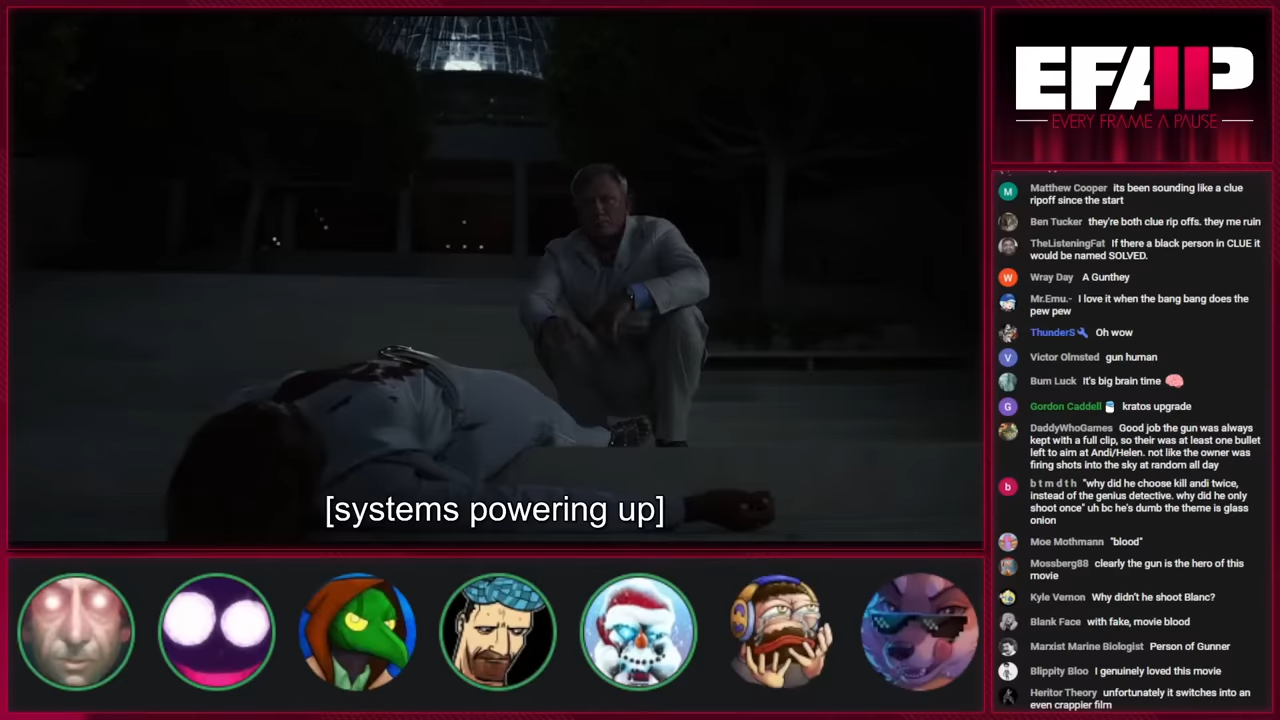 [systems powering up]
EFAP
EVERY FRAME A PAUSE
Matthew Cooper its been sounding like a clue
ripoff since the start
Ben Tucker they're both clue rip offs. they me ruin
TheListeningFat If there a black person in CLUE it
would be named SOLVED.
W
Wray Day A Gunthey
Mr.Emu.- I love it when the bang bang does the
pew pew
ThunderS Oh wow
V
Victor Olmsted gun human
Bum Luck It's big brain time 🧠
G
Gordon Caddell kratos upgrade
DaddyWhoGames Good job the gun was always
kept with a full clip, so their was at least one bullet
left to aim at Andi/Helen. not like the owner was
firing shots into the sky at random all day
b
b t m d t h "why did he choose kill andi twice,
instead of the genius detective. why did he only
shoot once" uh bc he's dumb the theme is glass
onion
Moe Mothmann "blood"
Mossberg88 clearly the gun is the hero of this
movie
Kyle Vernon Why didn't he shoot Blanc?
Blank Face with fake, movie blood
Marxist Marine Biologist Person of Gunner
Blippity Bloo I genuinely loved this movie
Heritor Theory unfortunately it switches into an
even crappier film